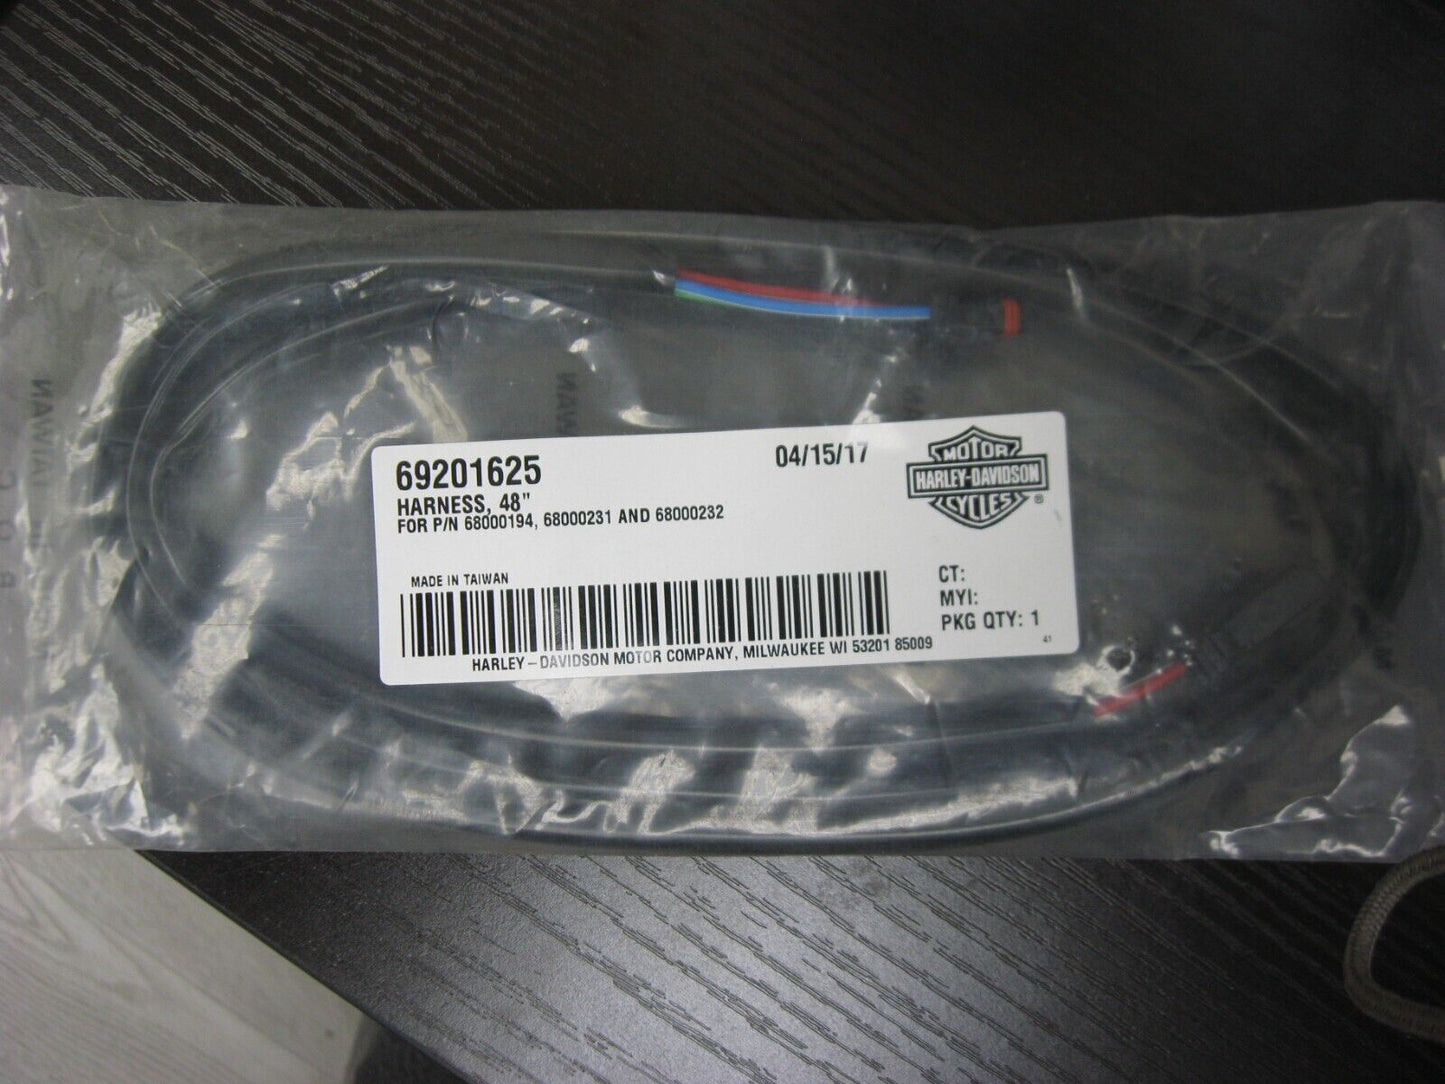 69201625
04/15/17
HARNESS, 48"
FOR P/N 68000194, 68000231 AND 68000232
MOTOR
HARLEY-DAVIDSON
CYCLES
®
MADE IN TAIWAN
CT:
MYI:
PKG QTY: 1
HARLEY-DAVIDSON MOTOR COMPANY, MILWAUKEE WI 53201 85009
41